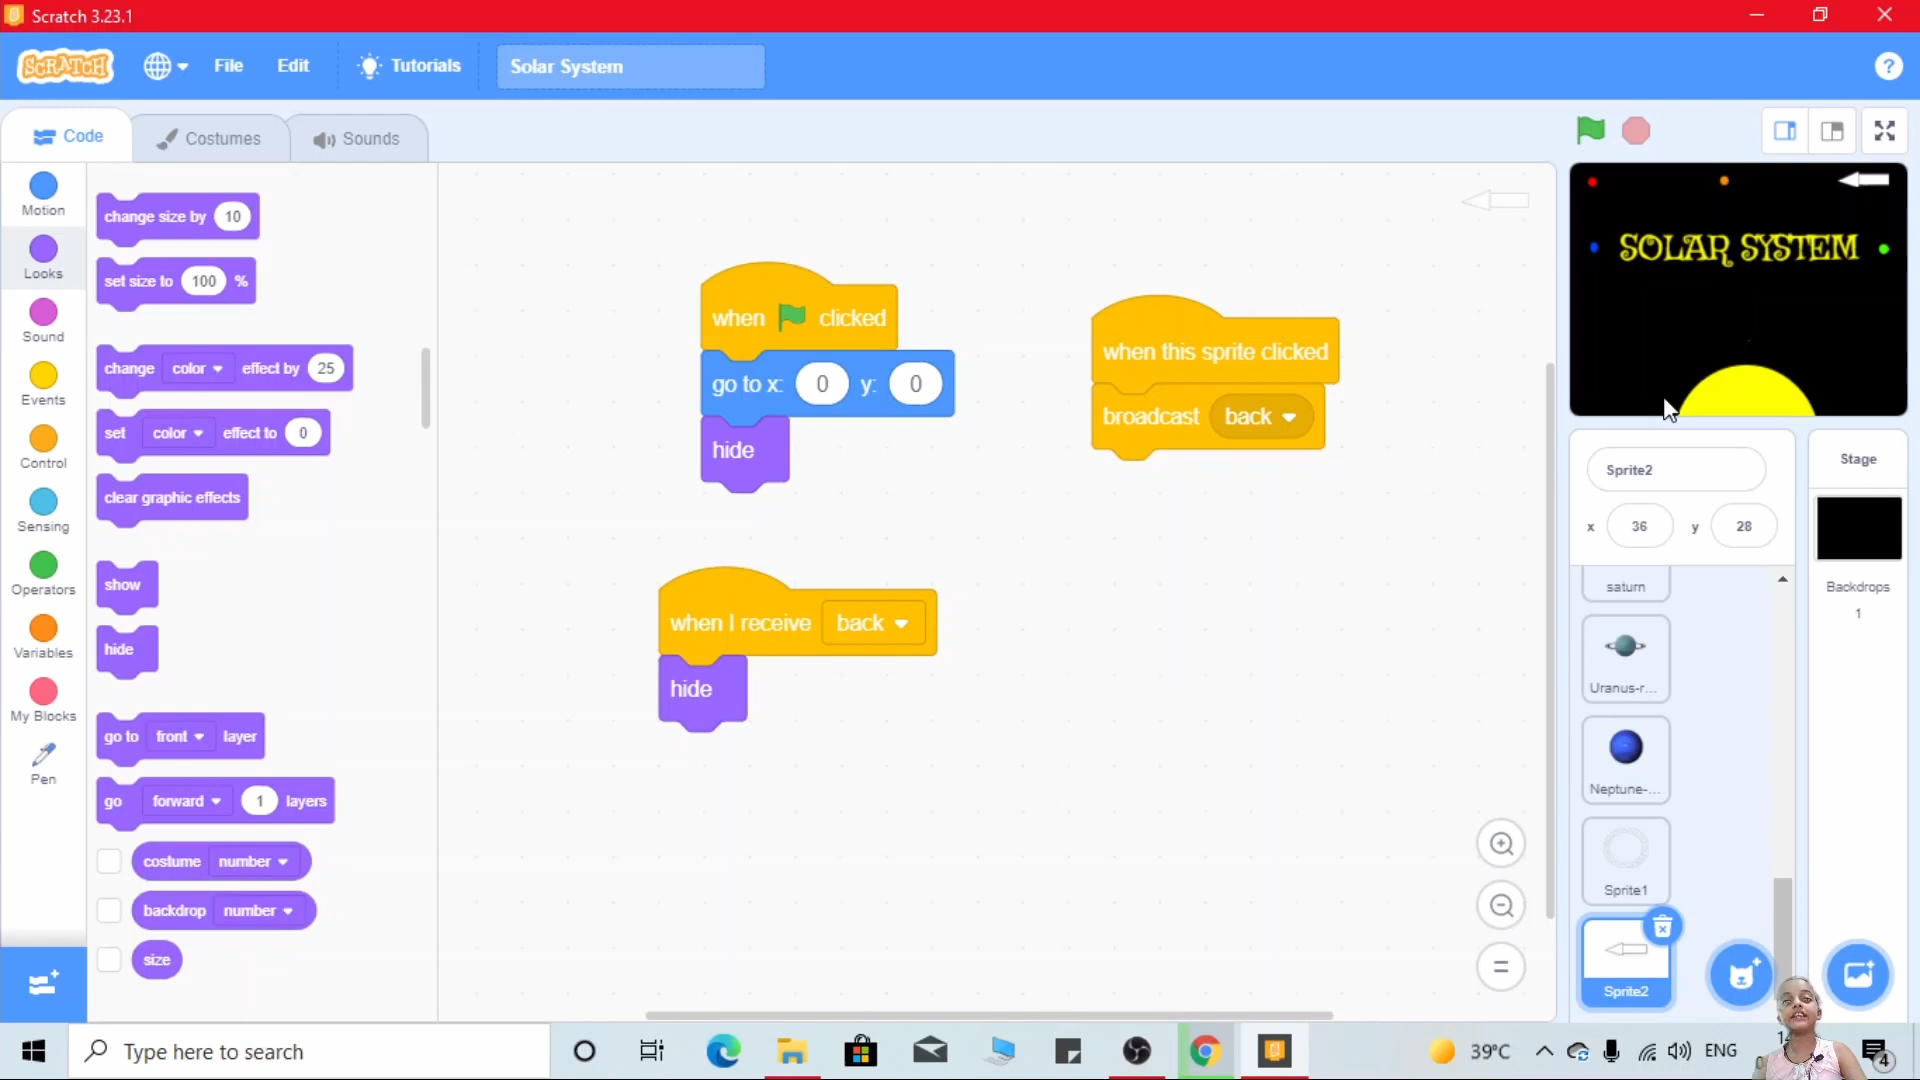 Scratch 3.23.1
SCRATCH
File
Edit
Tutorials
Solar System
?
Code
Costumes
Sounds
Motion
Looks
Sound
Events
Control
Sensing
Operators
Variables
My Blocks
Pen
change size by 10
set size to 100 %
change color effect by 25
set color effect to 0
clear graphic effects
show
hide
go to front layer
go forward 1 layers
costume number
backdrop number
size
when clicked
go to x: 0 y: 0
hide
when this sprite clicked
broadcast back
when I receive back
hide
SOLAR SYSTEM
Sprite2
x 36 y 28
Stage
Backdrops
1
saturn
Uranus-r...
Neptune-...
Sprite1
Sprite2
Type here to search
39°C
ENG
4